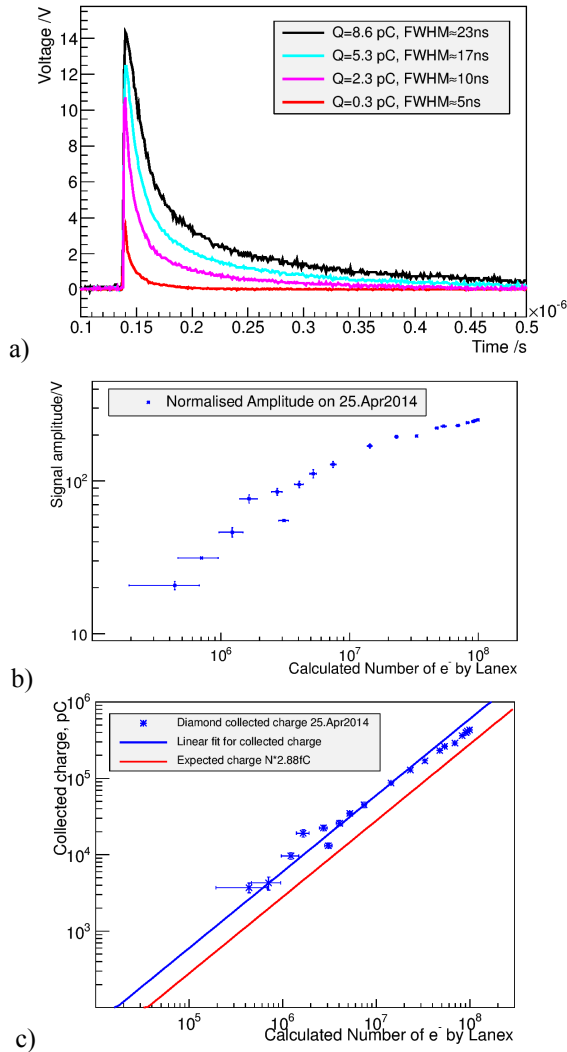 Voltage /V
14
12
10
8
6
4
2
0
Q=8.6 pC, FWHM≈23ns
Q=5.3 pC, FWHM≈17ns
Q=2.3 pC, FWHM≈10ns
Q=0.3 pC, FWHM≈5ns
0.1 0.15 0.2 0.25 0.3 0.35 0.4 0.45 0.5
×10⁻⁶
Time /s
a)
Signal amplitude/V
10²
10
Normalised Amplitude on 25.Apr2014
10⁶ 10⁷ 10⁸
Calculated Number of e⁻ by Lanex
b)
Collected charge, pC
10⁶
10⁵
10⁴
10³
Diamond collected charge 25.Apr2014
Linear fit for collected charge
Expected charge N*2.88fC
10⁵ 10⁶ 10⁷ 10⁸
Calculated Number of e⁻ by Lanex
c)